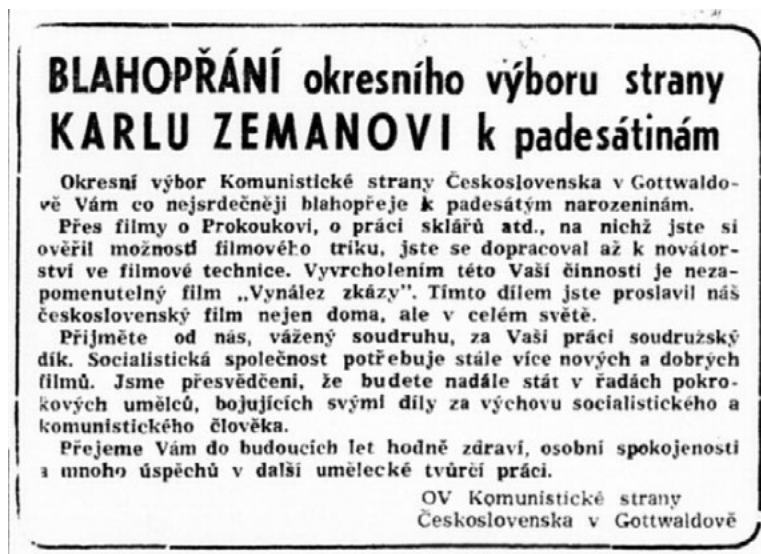 BLAHOPŘÁNÍ okresního výboru strany
KARLU ZEMANOVI k padesátinám
Okresní výbor Komunistické strany Československa v Gottwaldo-
vě Vám co nejsrdečněji blahopřeje k padesátým narozeninám.
Přes filmy o Prokoukovi, o práci sklářů atd., na nichž jste si
ověřil možnosti filmového triku, jste se dopracoval až k novátor-
ství ve filmové technice. Vyvrcholením této Vaší činnosti je neza-
pomenutelný film „Vynález zkázy”. Tímto dílem jste proslavil náš
československý film nejen doma, ale v celém světě.
Přijměte od nás, vážený soudruhu, za Vaši práci soudružský
dík. Socialistická společnost potřebuje stále více nových a dobrých
filmů. Jsme přesvědčeni, že budete nadále stát v řadách pokro-
kových umělců, bojujících svými díly za výchovu socialistického a
komunistického člověka.
Přejeme Vám do budoucích let hodně zdraví, osobní spokojenosti
a mnoho úspěchů v další umělecké tvůrčí práci.
OV Komunistické strany
Československa v Gottwaldově